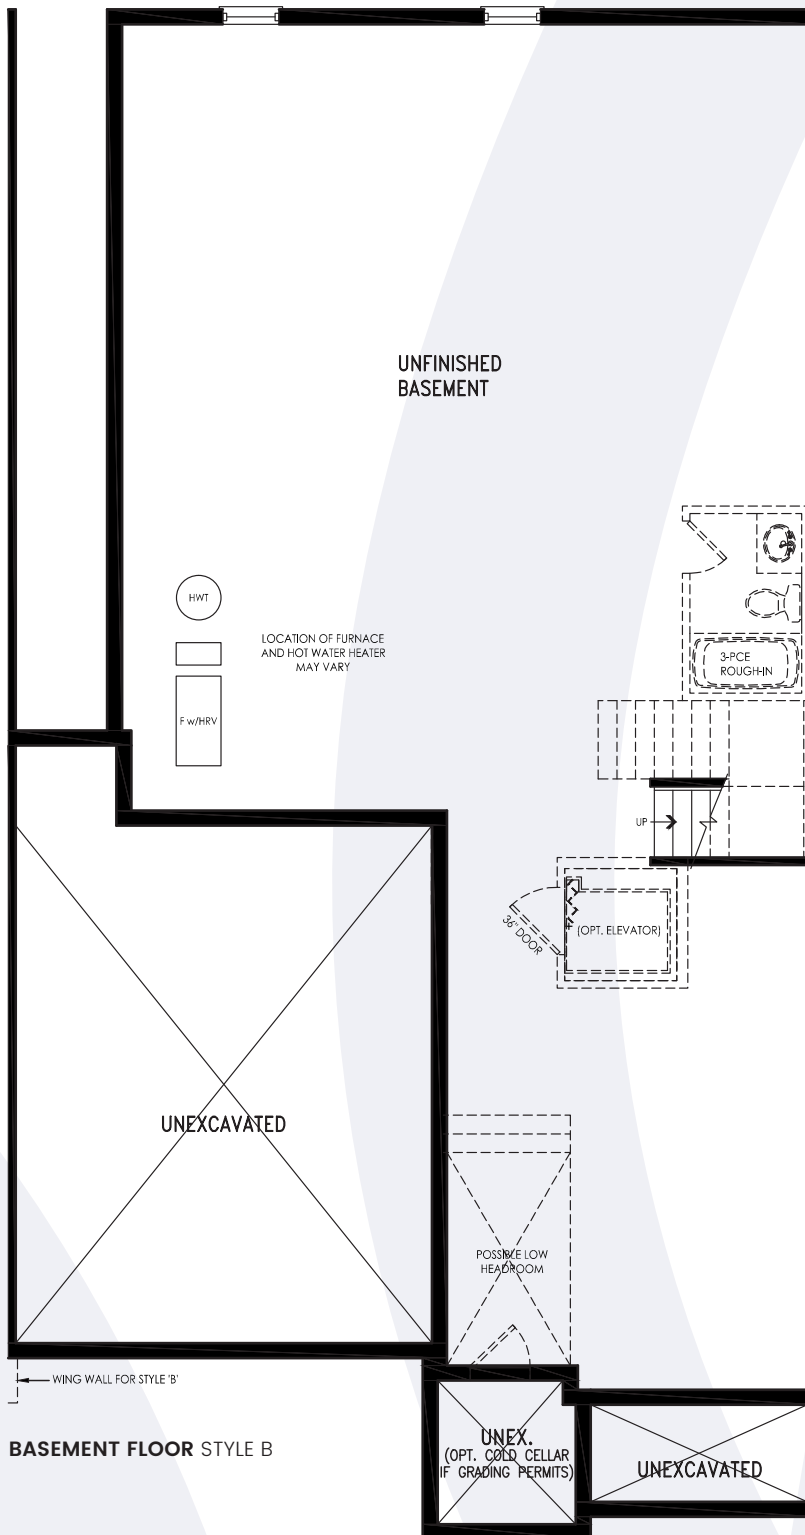 UNFINISHED
BASEMENT
HWT
LOCATION OF FURNACE
AND HOT WATER HEATER
MAY VARY
F w/HRV
3-PCE
ROUGH-IN
UP
(OPT. ELEVATOR)
36" DOOR
UNEXCAVATED
POSSIBLE LOW
HEADROOM
WING WALL FOR STYLE 'B'
BASEMENT FLOOR STYLE B
UNEX.
(OPT. COLD CELLAR
IF GRADING PERMITS)
UNEXCAVATED